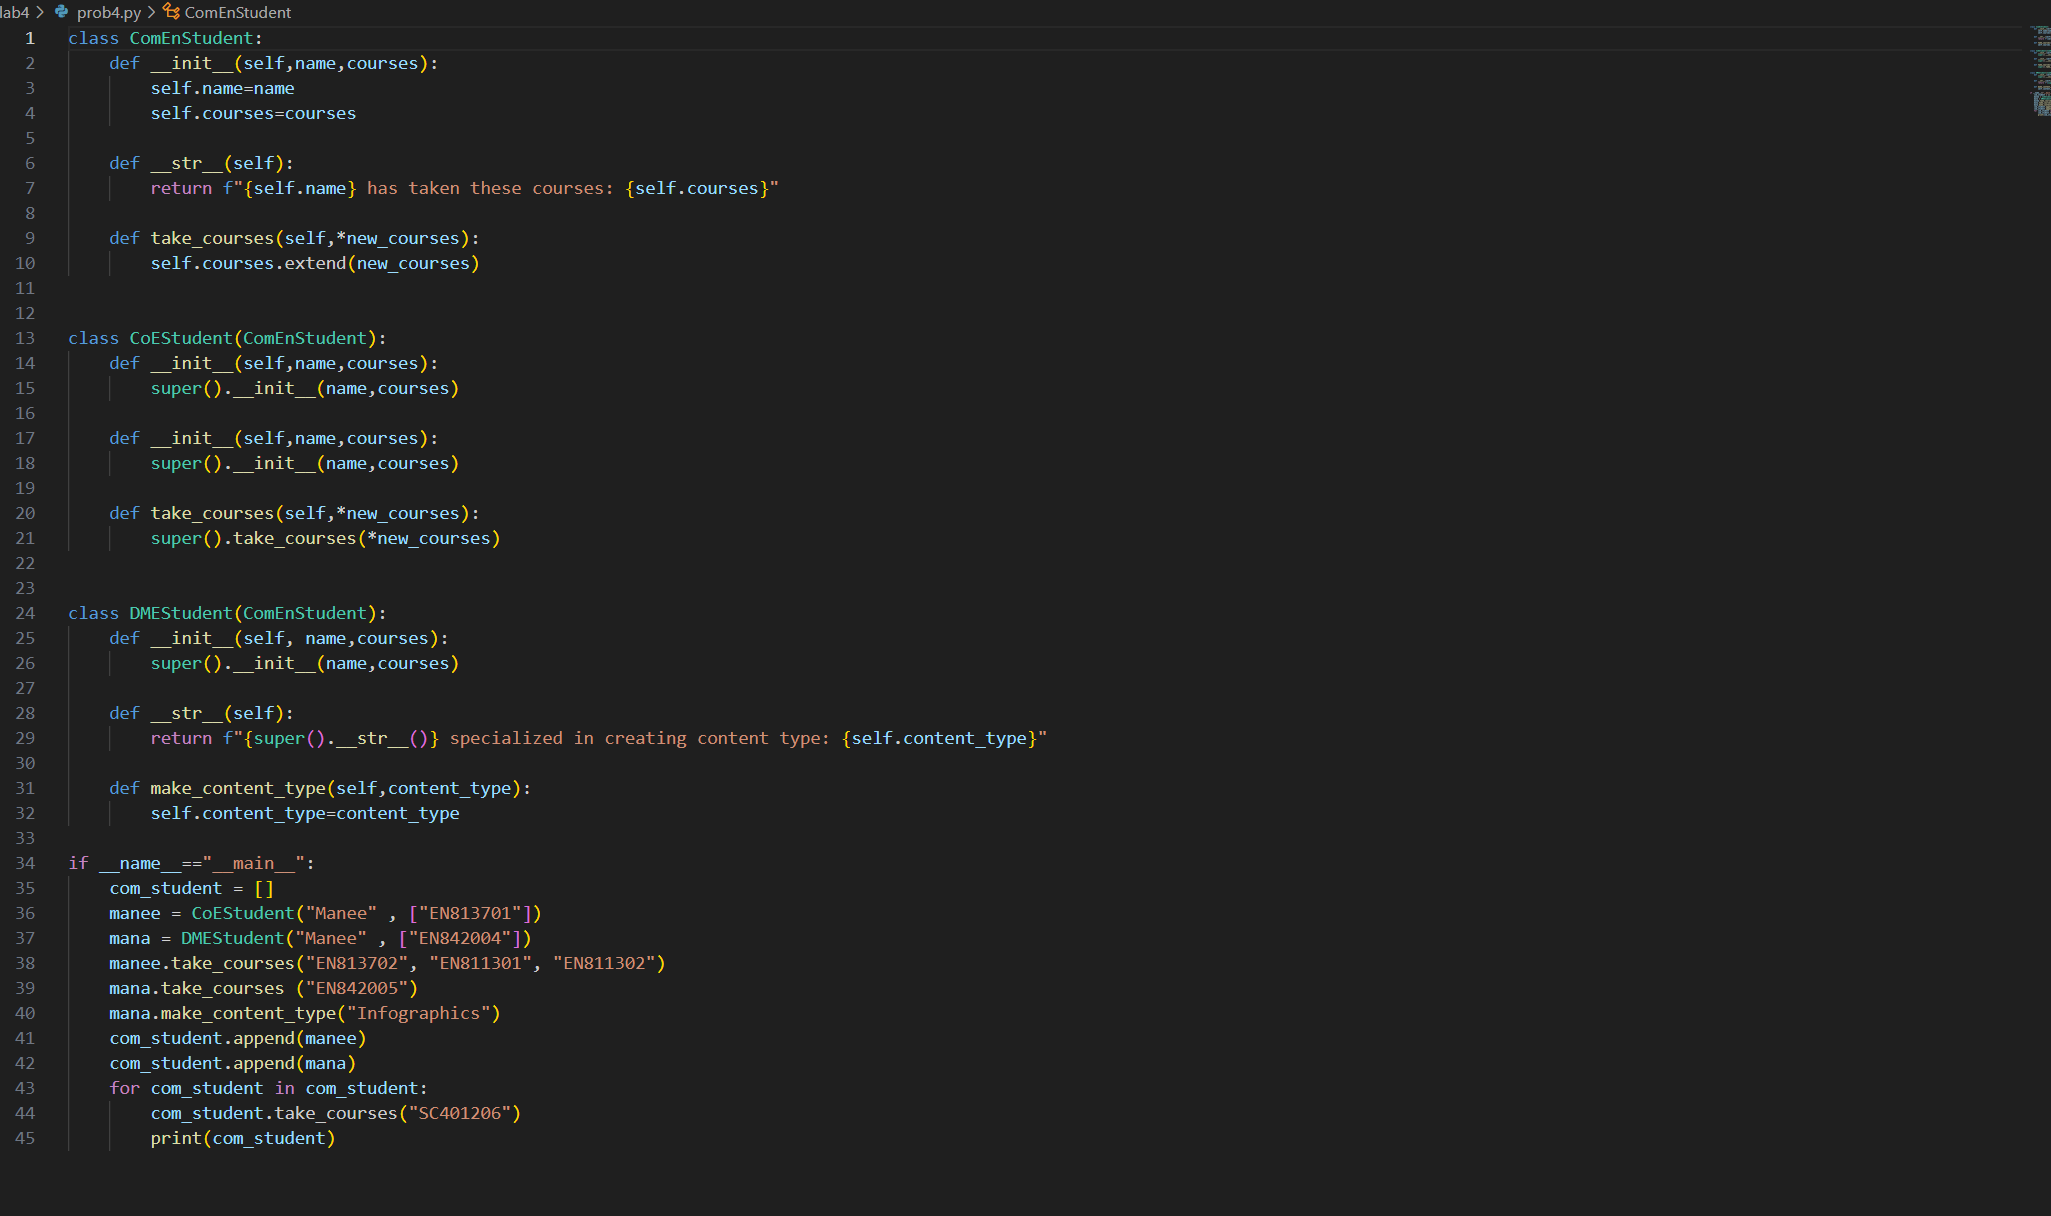 lab4 > prob4.py > ComEnStudent
1 class ComEnStudent:
2     def __init__(self,name,courses):
3         self.name=name
4         self.courses=courses
5
6     def __str__(self):
7         return f"{self.name} has taken these courses: {self.courses}"
8
9     def take_courses(self,*new_courses):
10         self.courses.extend(new_courses)
11
12
13 class CoEStudent(ComEnStudent):
14     def __init__(self,name,courses):
15         super().__init__(name,courses)
16
17     def __init__(self,name,courses):
18         super().__init__(name,courses)
19
20     def take_courses(self,*new_courses):
21         super().take_courses(*new_courses)
22
23
24 class DMEStudent(ComEnStudent):
25     def __init__(self, name,courses):
26         super().__init__(name,courses)
27
28     def __str__(self):
29         return f"{super().__str__()} specialized in creating content type: {self.content_type}"
30
31     def make_content_type(self,content_type):
32         self.content_type=content_type
33
34 if __name__=="__main__":
35     com_student = []
36     manee = CoEStudent("Manee" , ["EN813701"])
37     mana = DMEStudent("Manee" , ["EN842004"])
38     manee.take_courses("EN813702", "EN811301", "EN811302")
39     mana.take_courses ("EN842005")
40     mana.make_content_type("Infographics")
41     com_student.append(manee)
42     com_student.append(mana)
43     for com_student in com_student:
44         com_student.take_courses("SC401206")
45         print(com_student)